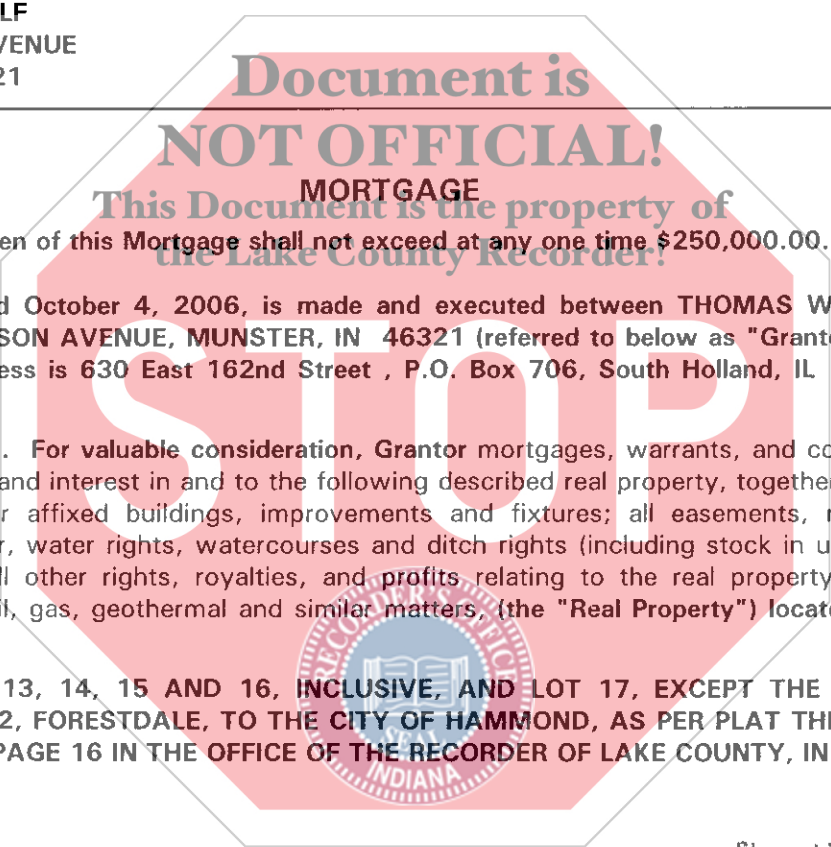 LF
VENUE
21
Document is
NOT OFFICIAL!
MORTGAGE
This Document is the property of
the Lake County Recorder!
en of this Mortgage shall not exceed at any one time $250,000.00.
d October 4, 2006, is made and executed between THOMAS W
SON AVENUE, MUNSTER, IN 46321 (referred to below as "Grant
ess is 630 East 162nd Street , P.O. Box 706, South Holland, IL
STOP
. For valuable consideration, Grantor mortgages, warrants, and co
and interest in and to the following described real property, together
r affixed buildings, improvements and fixtures; all easements,
r, water rights, watercourses and ditch rights (including stock in u
ll other rights, royalties, and profits relating to the real property
il, gas, geothermal and similar matters, (the "Real Property") locat
RECORDER'S OFFICE
13, 14, 15 AND 16, INCLUSIVE, AND LOT 17, EXCEPT THE
2, FORESTDALE, TO THE CITY OF HAMMOND, AS PER PLAT THE
PAGE 16 IN THE OFFICE OF THE RECORDER OF LAKE COUNTY, IN
SEAL
INDIANA